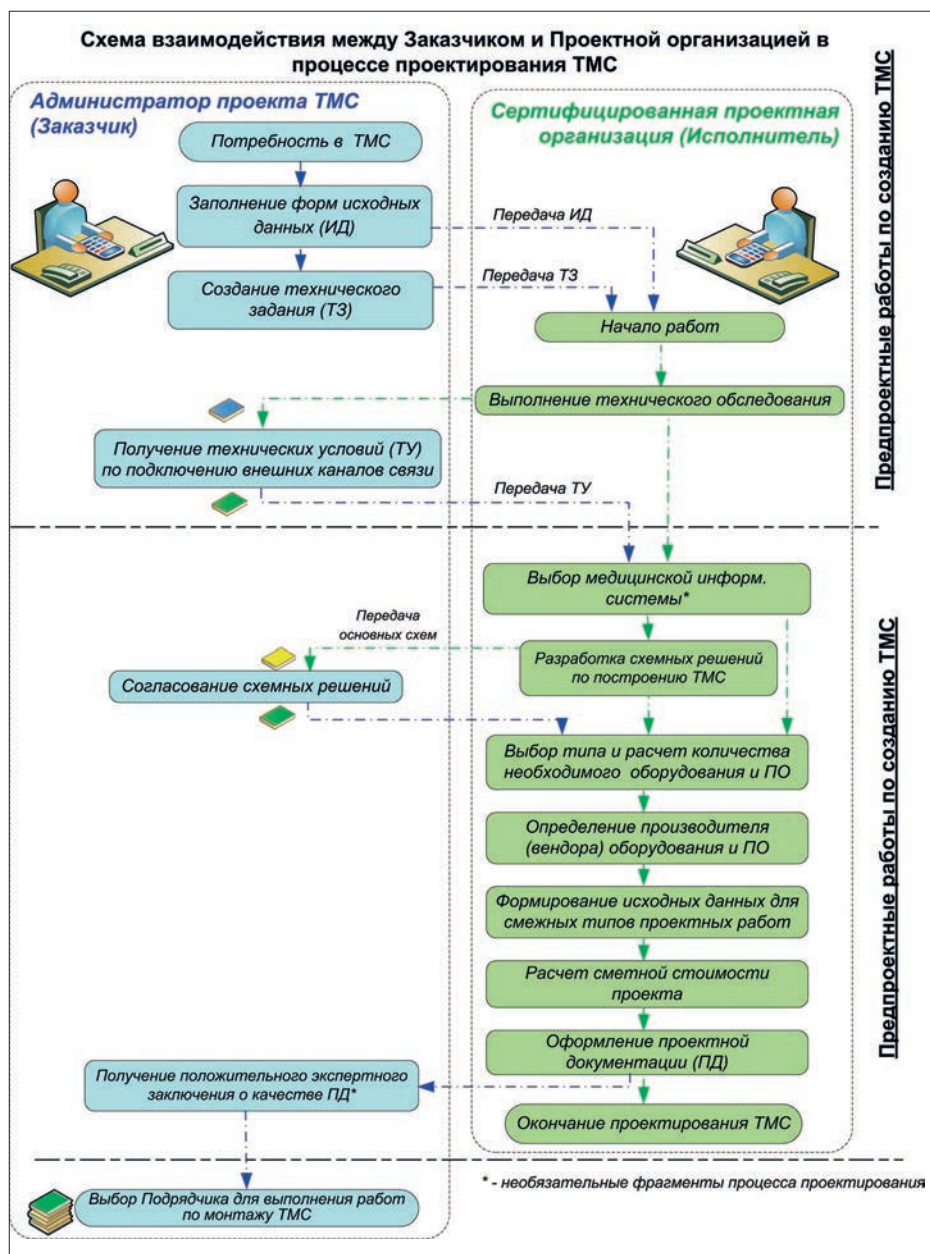 Схема взаимодействия между Заказчиком и Проектной организацией в
процессе проектирования ТМС
Администратор проекта ТМС
(Заказчик)
Сертифицированная проектная
организация (Исполнитель)
Потребность в ТМС
Заполнение форм исходных
данных (ИД)
Передача ИД
Создание технического
задания (ТЗ)
Передача ТЗ
Начало работ
Выполнение технического обследования
Получение технических условий (ТУ)
по подключению внешних каналов связи
Передача ТУ
Предпроектные работы по созданию ТМС
Выбор медицинской информ.
системы*
Передача
основных схем
Разработка схемных решений
по построению ТМС
Согласование схемных решений
Выбор типа и расчет количества
необходимого оборудования и ПО
Определение производителя
(вендора) оборудования и ПО
Формирование исходных данных для
смежных типов проектных работ
Расчет сметной стоимости
проекта
Оформление проектной
документации (ПД)
Получение положительного экспертного
заключения о качестве ПД*
Окончание проектирования ТМС
Предпроектные работы по созданию ТМС
* - необязательные фрагменты процесса проектирования
Выбор Подрядчика для выполнения работ
по монтажу ТМС